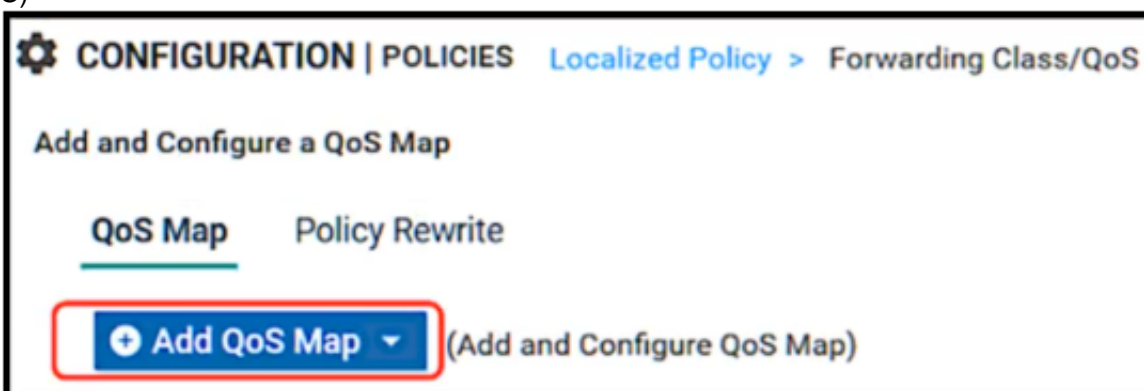 CONFIGURATION | POLICIES Localized Policy > Forwarding Class/QoS
Add and Configure a QoS Map
QoS Map Policy Rewrite
Add QoS Map (Add and Configure QoS Map)